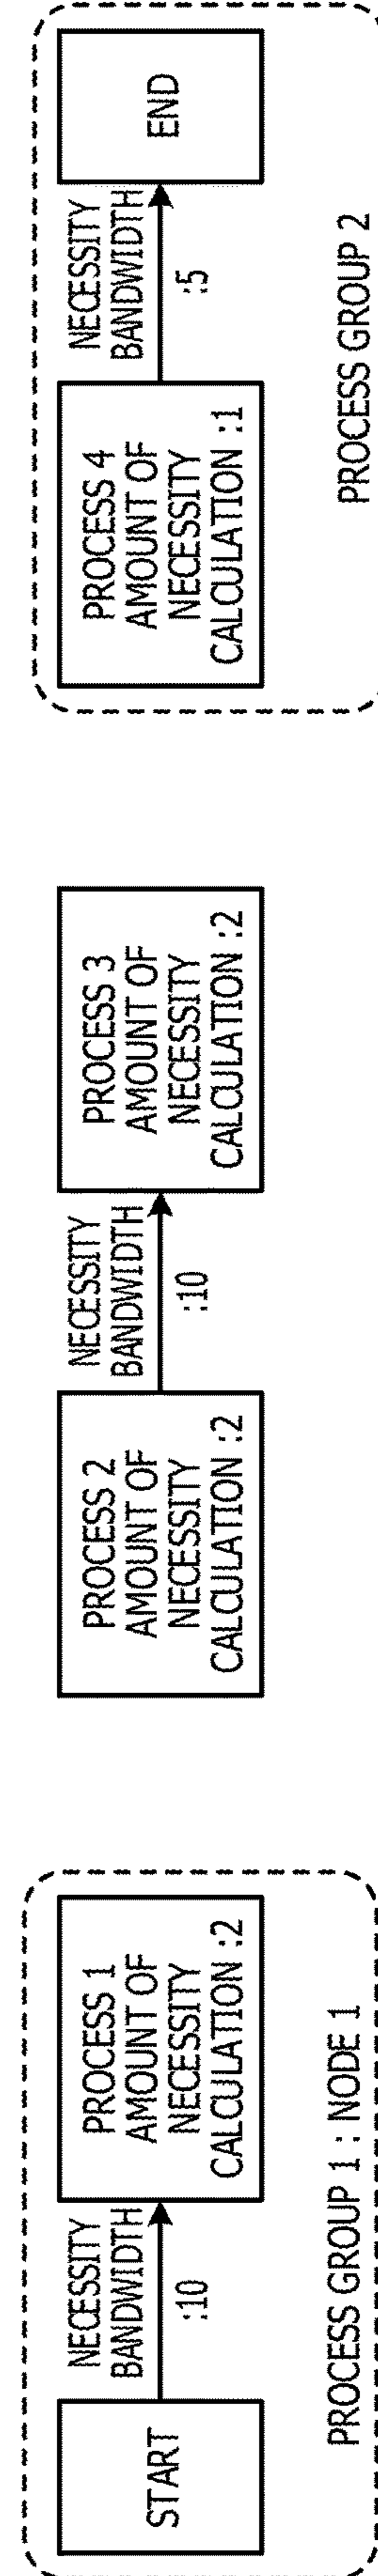 START
NECESSITY
BANDWIDTH
:10
PROCESS 1
AMOUNT OF
NECESSITY
CALCULATION :2
PROCESS GROUP 1 : NODE 1
PROCESS 2
AMOUNT OF
NECESSITY
CALCULATION :2
NECESSITY
BANDWIDTH
:10
PROCESS 3
AMOUNT OF
NECESSITY
CALCULATION :2
PROCESS 4
AMOUNT OF
NECESSITY
CALCULATION :1
NECESSITY
BANDWIDTH
:5
END
PROCESS GROUP 2